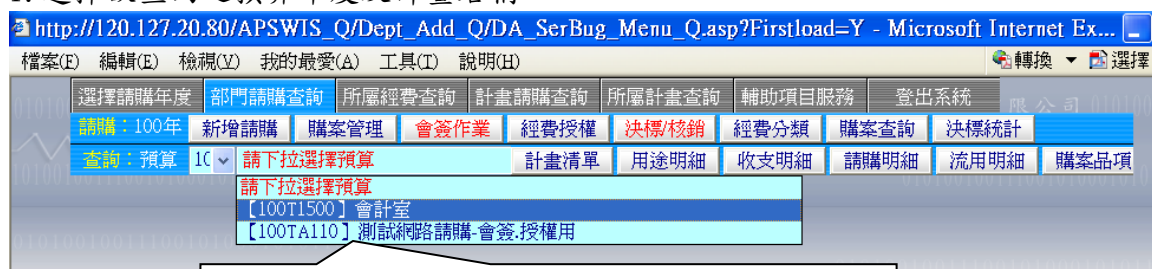 http://120.127.20.80/APSWIS_Q/Dept_Add_Q/DA_SerBug_Menu_Q.asp?Firstload=Y - Microsoft Internet Ex...
檔案(F) 編輯(E) 檢視(V) 我的最愛(A) 工具(T) 說明(H) 轉換 選擇
選擇請購年度 部門請購查詢 所屬經費查詢 計畫請購查詢 所屬計畫查詢 輔助項目服務 登出系統
請購：100年 新增請購 購案管理 會簽作業 經費授權 決標/核銷 經費分類 購案查詢 決標統計
查詢：預算 10 請下拉選擇預算 計畫清單 用途明細 收支明細 請購明細 流用明細 購案品項
請下拉選擇預算
【100T1500】會計室
【100TA110】測試網路請購-會簽.授權用